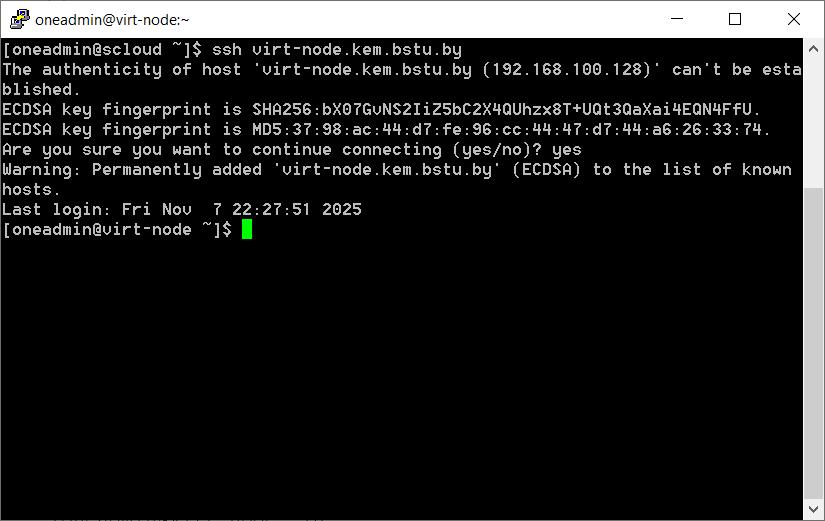 oneadmin@virt-node:~
[oneadmin@scloud ~]$ ssh virt-node.kem.bstu.by
The authenticity of host 'virt-node.kem.bstu.by (192.168.100.128)' can't be esta
blished.
ECDSA key fingerprint is SHA256:bX07GvNS2IiZ5bC2X4QUhzx8T+UQt3QaXai4EQN4FfU.
ECDSA key fingerprint is MD5:37:98:ac:44:d7:fe:96:cc:44:47:d7:44:a6:26:33:74.
Are you sure you want to continue connecting (yes/no)? yes
Warning: Permanently added 'virt-node.kem.bstu.by' (ECDSA) to the list of known
hosts.
Last login: Fri Nov  7 22:27:51 2025
[oneadmin@virt-node ~]$